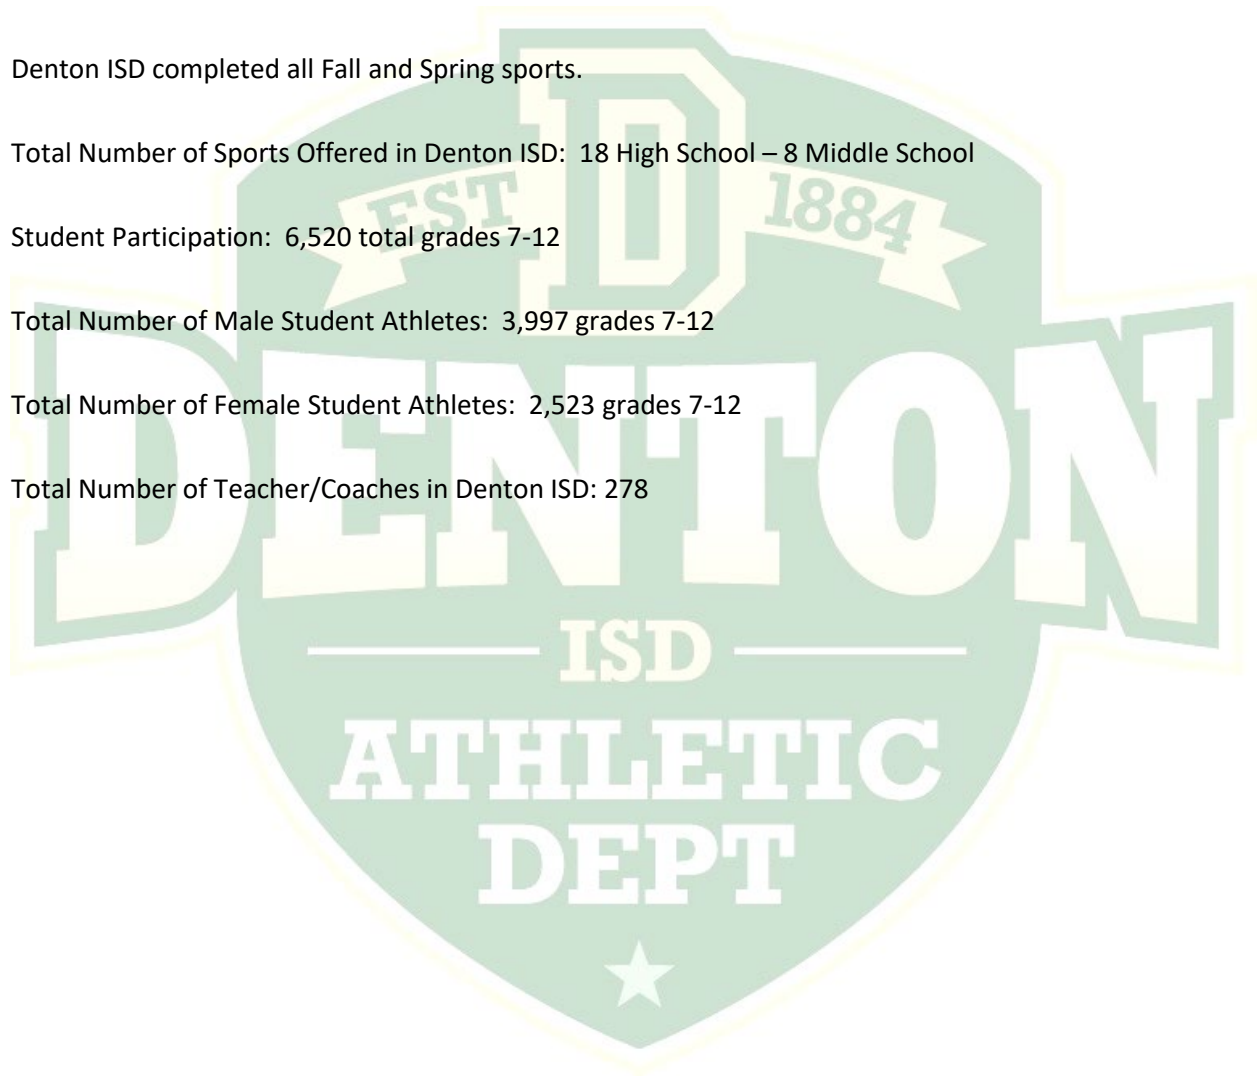 Denton ISD completed all Fall and Spring sports.
Total Number of Sports Offered in Denton ISD:  18 High School – 8 Middle School
EST D 1884
Student Participation:  6,520 total grades 7-12
Total Number of Male Student Athletes:  3,997 grades 7-12
Total Number of Female Student Athletes:  2,523 grades 7-12
Total Number of Teacher/Coaches in Denton ISD: 278
DENTON
ISD
ATHLETIC
DEPT